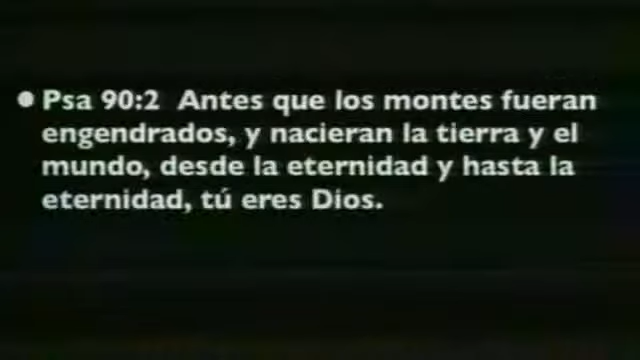 • Psa 90:2 Antes que los montes fueran
engendrados, y nacieran la tierra y el
mundo, desde la eternidad y hasta la
eternidad, tú eres Dios.